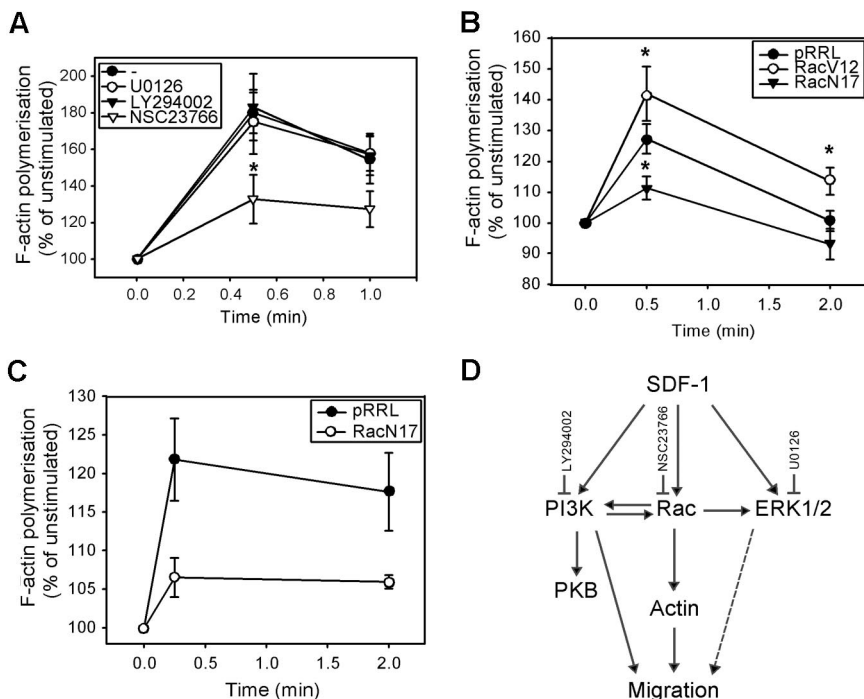 A
F-actin polymerisation
(% of unstimulated)
200
180
160
140
120
100
-
U0126
LY294002
NSC23766
*
0.0 0.2 0.4 0.6 0.8 1.0
Time (min)
B
F-actin polymerisation
(% of unstimulated)
160
150
140
130
120
110
100
90
80
pRRL
RacV12
RacN17
*
*
*
0.0 0.5 1.0 1.5 2.0
Time (min)
C
F-actin polymerisation
(% of unstimulated)
130
125
120
115
110
105
100
pRRL
RacN17
0.0 0.5 1.0 1.5 2.0
Time (min)
D
SDF-1
LY294002
NSC23766
U0126
PI3K Rac ERK1/2
PKB
Actin
Migration